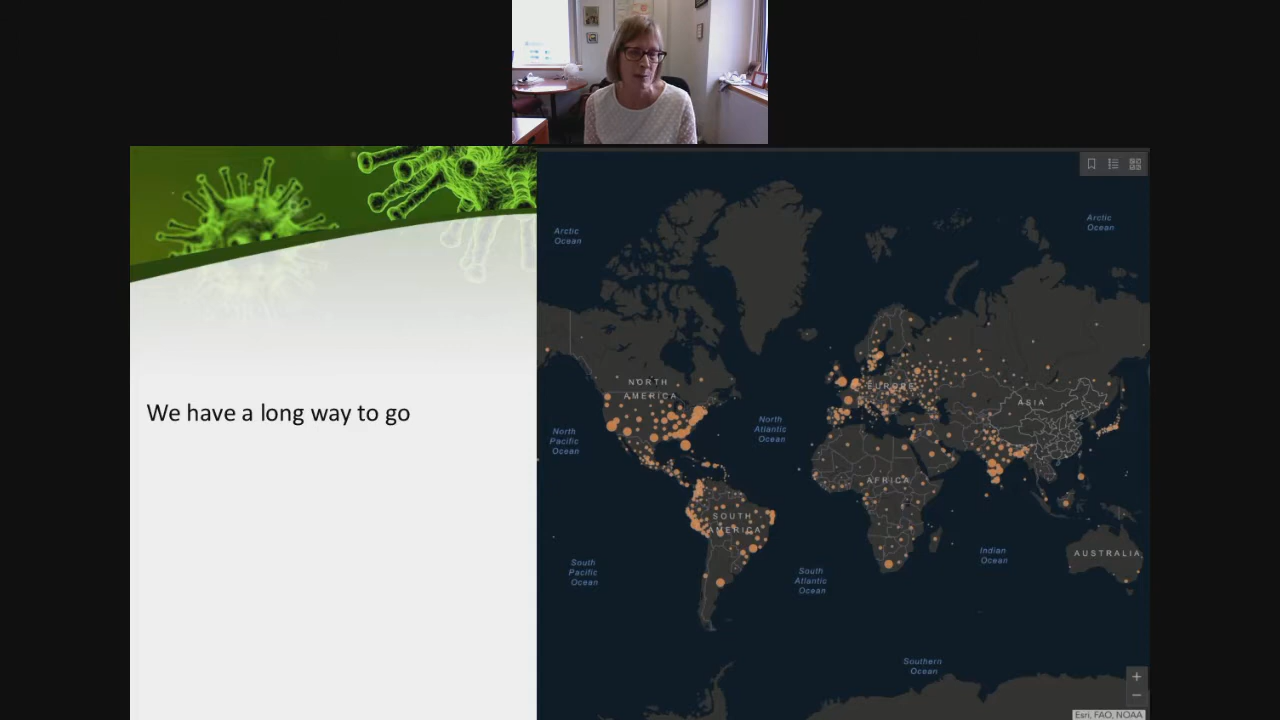 We have a long way to go
Arctic
Ocean
Arctic
Ocean
NORTH
AMERICA
EUROPE
ASIA
North
Pacific
Ocean
North
Atlantic
Ocean
AFRICA
SOUTH
AMERICA
AUSTRALIA
Indian
Ocean
South
Pacific
Ocean
South
Atlantic
Ocean
Southern
Ocean
Esri, FAO, NOAA